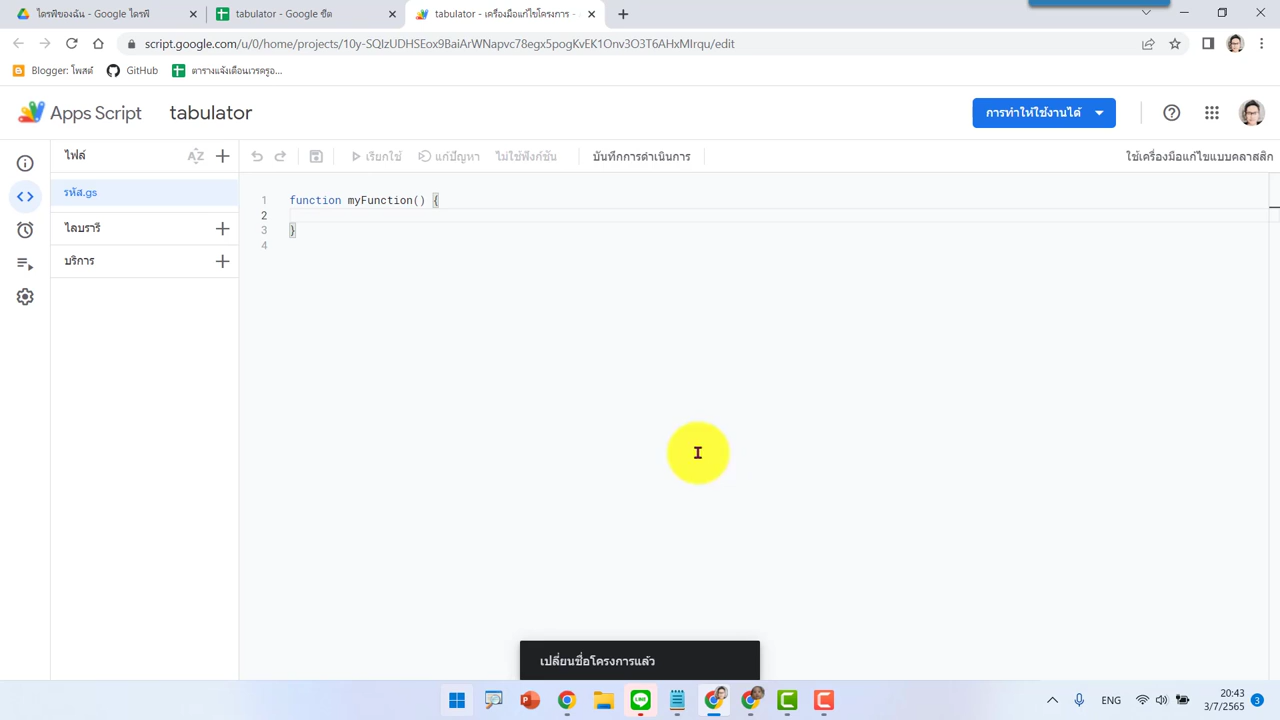 ไดรฟ์ของฉัน - Google ไดรฟ์
tabulator - Google ชีต
tabulator - เครื่องมือแก้ไขโครงการ -
script.google.com/u/0/home/projects/10y-SQIzUDHSEox9BaiArWNapvc78egx5pogKvEK1Onv3O3T6AHxMIrqu/edit
Blogger: โพสต์
GitHub
ตารางแจ้งเตือนเวรครูอ...
Apps Script
tabulator
การทำให้ใช้งานได้
ไฟล์
AZ
เรียกใช้
แก้ปัญหา
ไม่ใช้ฟังก์ชัน
บันทึกการดำเนินการ
ใช้เครื่องมือแก้ไขแบบคลาสสิก
รหัส.gs
ไลบรารี
บริการ
1 function myFunction() {
2
3 }
4
เปลี่ยนชื่อโครงการแล้ว
LINE
ENG
20:43
3/7/2565
3